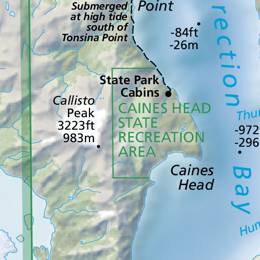 Submerged
at high tide
south of
Tonsina Point
Point
-84ft
-26m
State Park
Cabins
Callisto
Peak
3223ft
983m
CAINES HEAD
STATE
RECREATION
AREA
Caines
Head
-972
-296
Bay